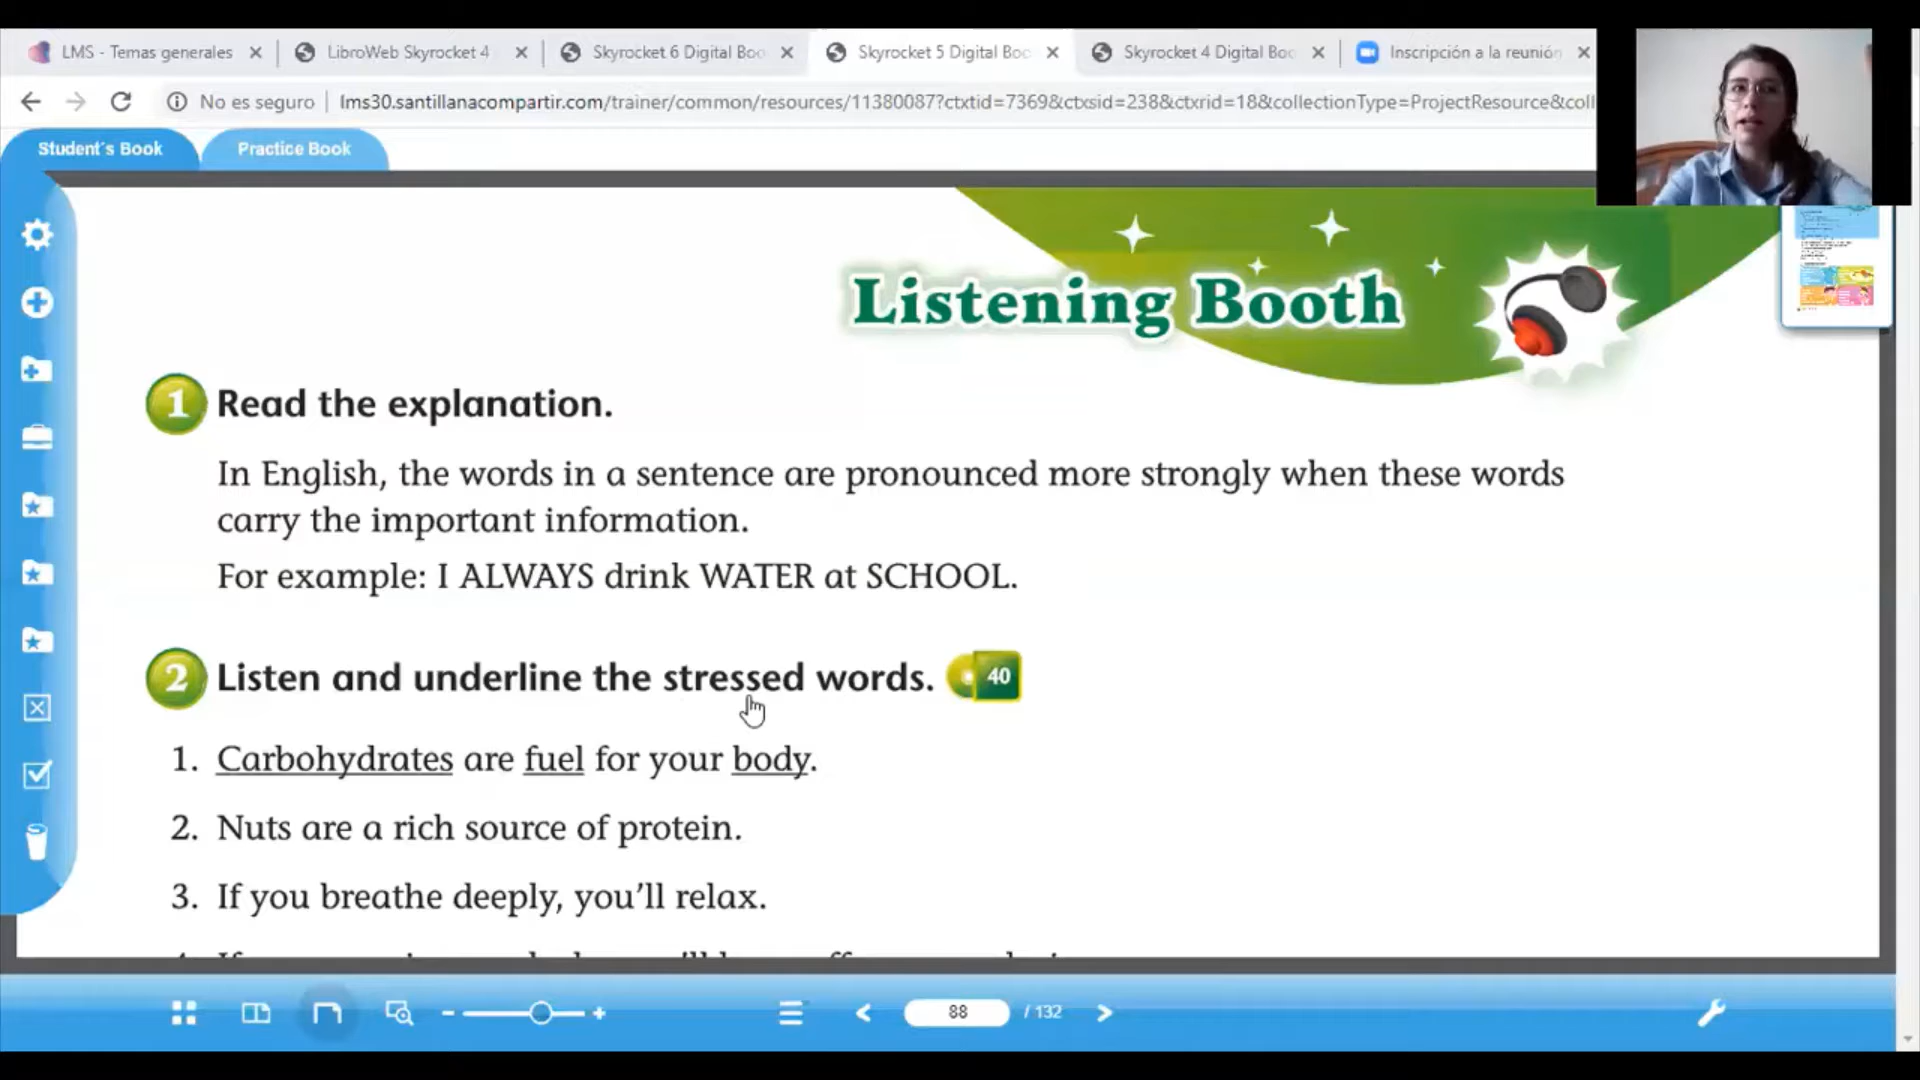 LMS - Temas generales
LibroWeb Skyrocket 4
Skyrocket 6 Digital Boo
Skyrocket 5 Digital Boo
Skyrocket 4 Digital Boo
Inscripción a la reunión
No es seguro | lms30.santillanacompartir.com/trainer/common/resources/11380087?ctxtid=7369&ctxsid=238&ctxrid=18&collectionType=ProjectResource&coll
Student´s Book
Practice Book
Listening Booth
1 Read the explanation.
In English, the words in a sentence are pronounced more strongly when these words
carry the important information.
For example: I ALWAYS drink WATER at SCHOOL.
2 Listen and underline the stressed words. 40
1. Carbohydrates are fuel for your body.
2. Nuts are a rich source of protein.
3. If you breathe deeply, you'll relax.
88 / 132